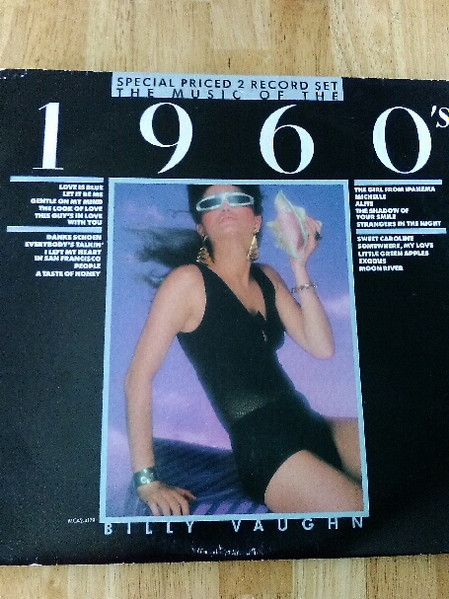 SPECIAL PRICED 2 RECORD SET
THE MUSIC OF THE
1960's
LOVE IS BLUE
LET IT BE ME
GENTLE ON MY MIND
THE LOOK OF LOVE
THIS GUY'S IN LOVE
WITH YOU
DANKE SCHOEN
EVERYBODY'S TALKIN'
I LEFT MY HEART
IN SAN FRANCISCO
PEOPLE
A TASTE OF HONEY
THE GIRL FROM IPANEMA
MICHELLE
ALFIE
THE SHADOW OF
YOUR SMILE
STRANGERS IN THE NIGHT
SWEET CAROLINE
SOMEWHERE, MY LOVE
LITTLE GREEN APPLES
EXODUS
MOON RIVER
BILLY VAUGHN